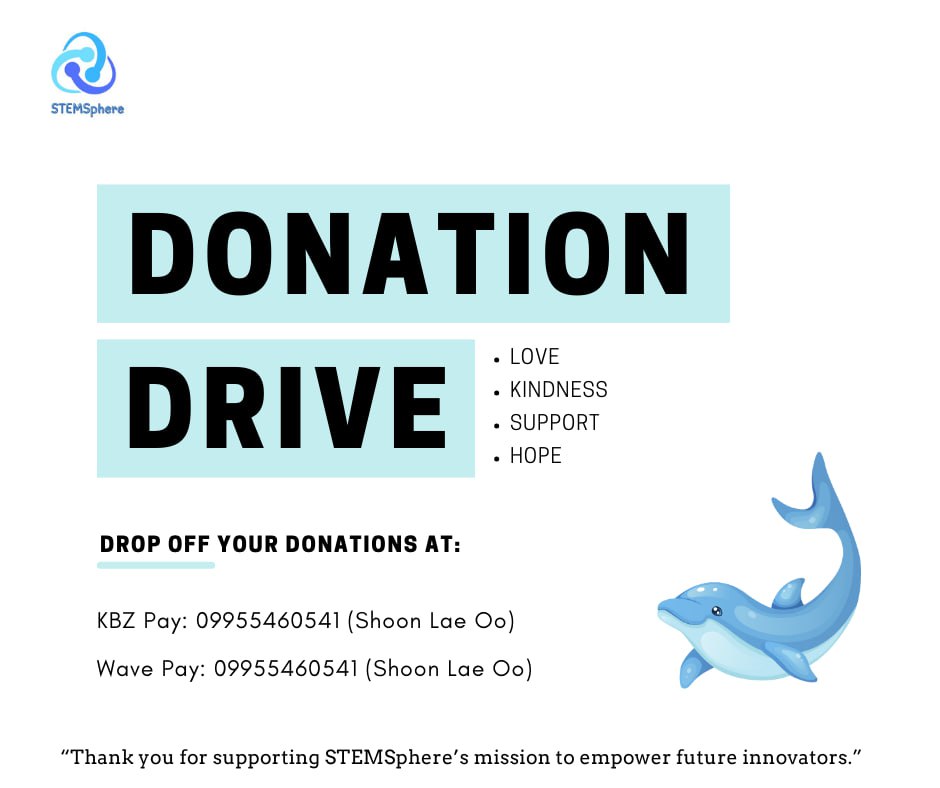 STEMSphere
DONATION
DRIVE
• LOVE
• KINDNESS
• SUPPORT
• HOPE
DROP OFF YOUR DONATIONS AT:
KBZ Pay: 09955460541 (Shoon Lae Oo)
Wave Pay: 09955460541 (Shoon Lae Oo)
“Thank you for supporting STEMSphere’s mission to empower future innovators.”